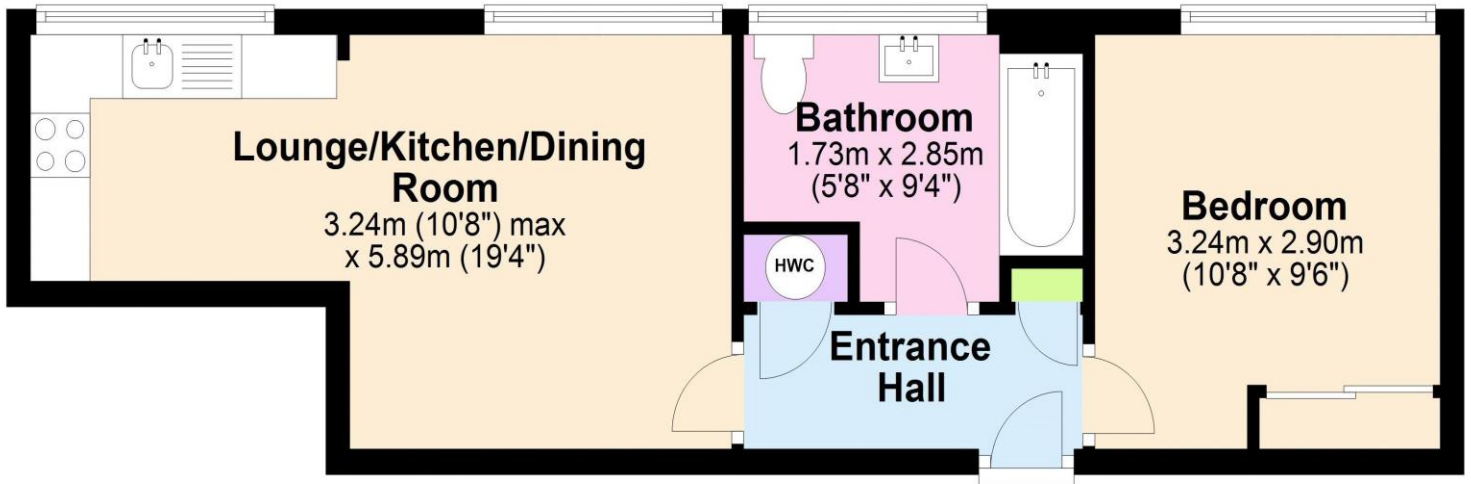 Lounge/Kitchen/Dining
Room
3.24m (10'8") max
x 5.89m (19'4")
Bathroom
1.73m x 2.85m
(5'8" x 9'4")
HWC
Entrance
Hall
Bedroom
3.24m x 2.90m
(10'8" x 9'6")